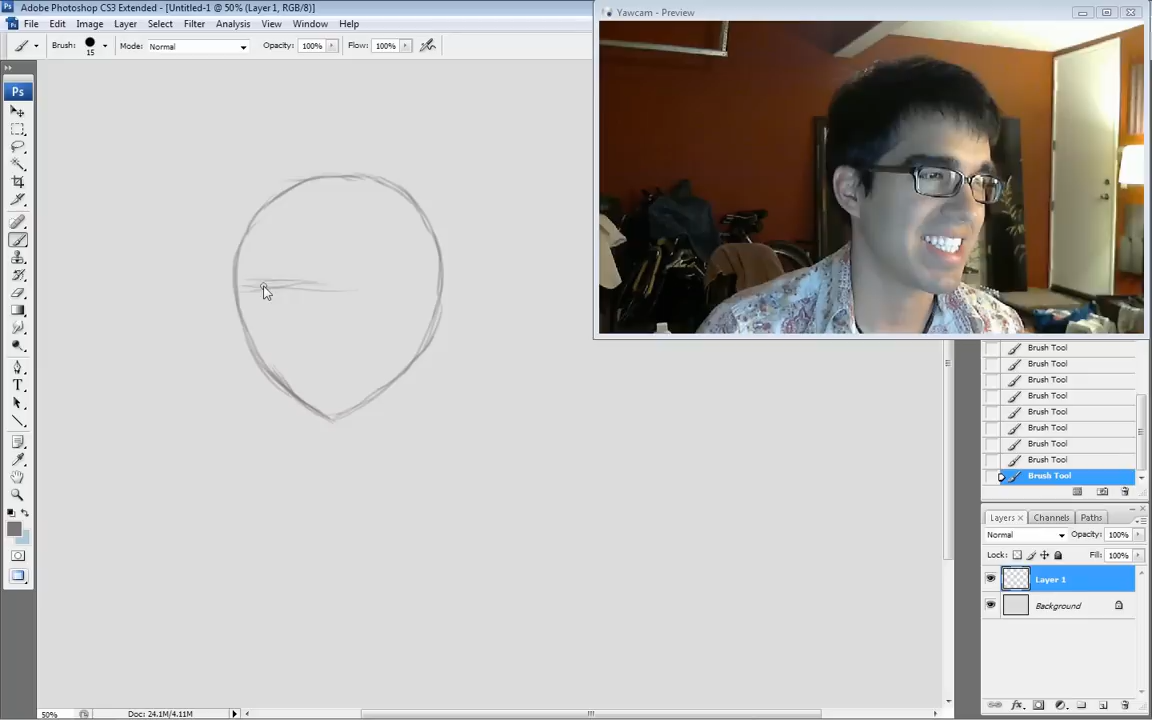 Adobe Photoshop CS3 Extended - [Untitled-1 @ 50% (Layer 1, RGB/8)]
File Edit Image Layer Select Filter Analysis View Window Help
Brush: 15 Mode: Normal Opacity: 100% Flow: 100%
Yawcam - Preview
Ps
T
Brush Tool
Brush Tool
Brush Tool
Brush Tool
Brush Tool
Brush Tool
Brush Tool
Brush Tool
Brush Tool
Layers x Channels Paths
Normal Opacity: 100%
Lock: Fill: 100%
Layer 1
Background
fx
50% Doc: 24.1M/4.11M